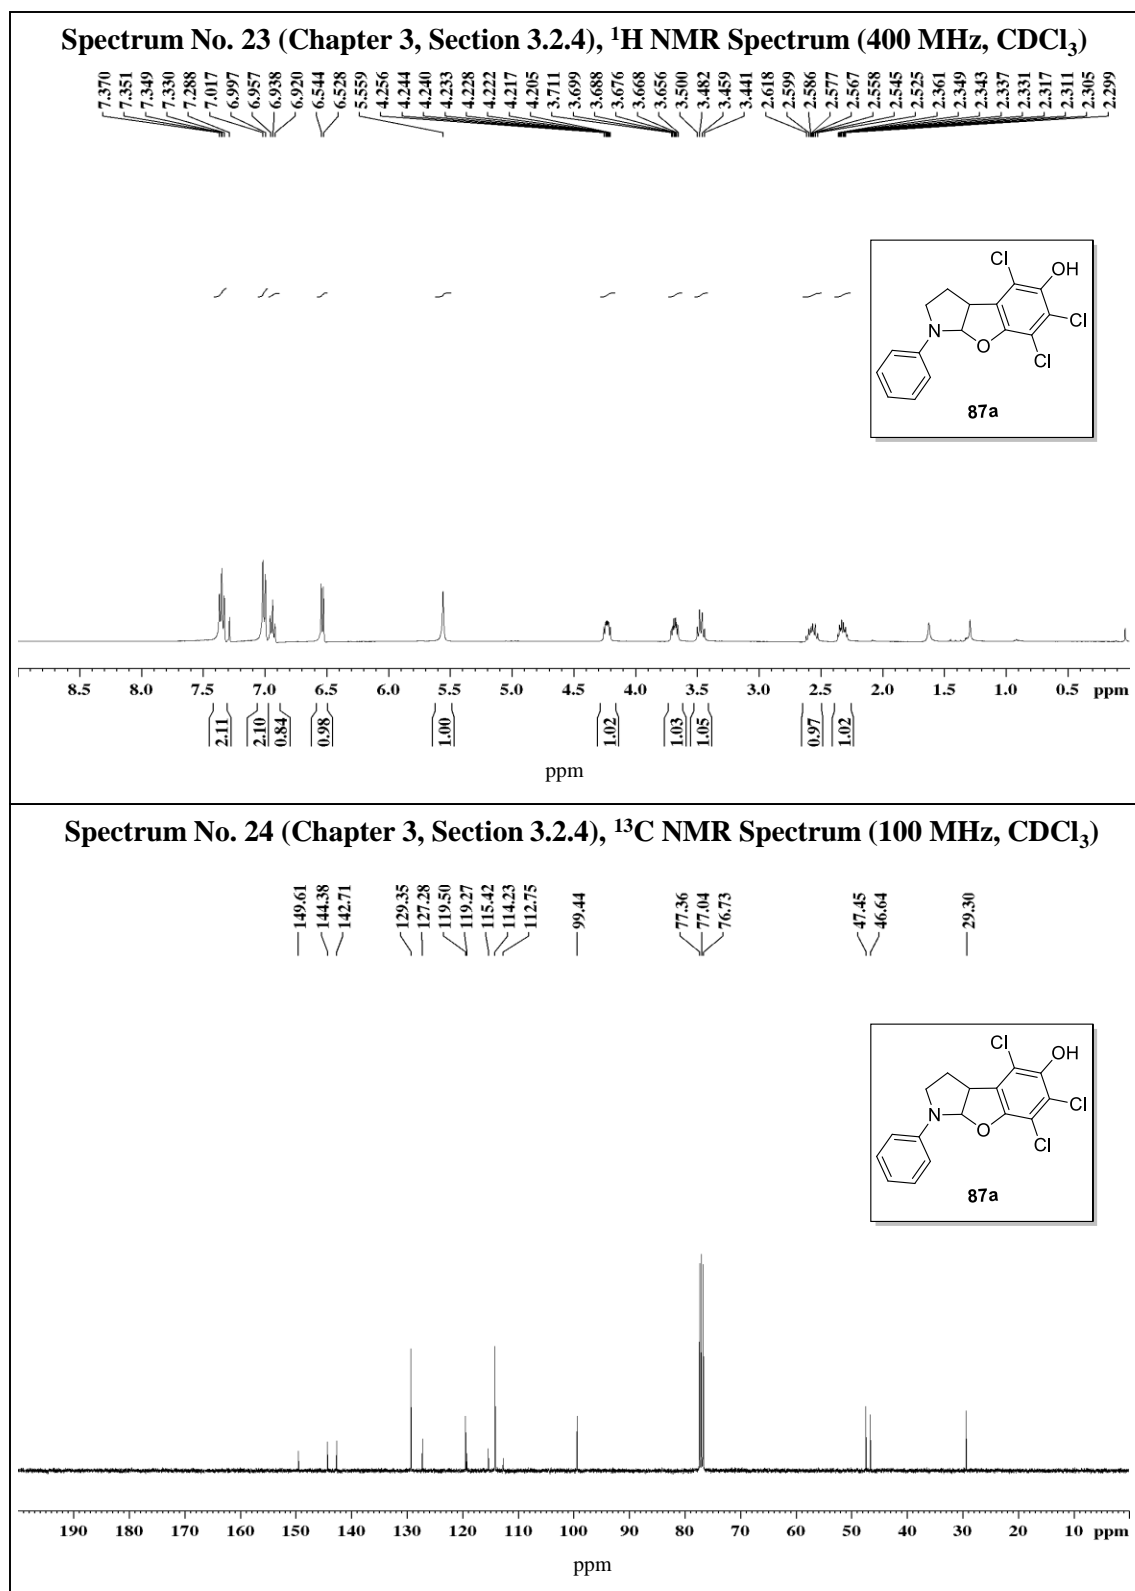 Spectrum No. 23 (Chapter 3, Section 3.2.4), ¹H NMR Spectrum (400 MHz, CDCl₃)
7.370 7.351 7.349 7.330 7.288 7.017 6.997 6.957 6.938 6.920 6.544 6.528 5.559 4.256 4.244 4.240 4.233 4.228 4.222 4.217 4.205 3.711 3.699 3.688 3.676 3.668 3.656 3.500 3.482 3.459 3.441 2.618 2.599 2.586 2.577 2.567 2.558 2.545 2.525 2.361 2.349 2.343 2.337 2.331 2.317 2.311 2.305 2.299
Cl
OH
Cl
N
O
Cl
87a
8.5 8.0 7.5 7.0 6.5 6.0 5.5 5.0 4.5 4.0 3.5 3.0 2.5 2.0 1.5 1.0 0.5 ppm
2.11 2.10 0.84 0.98 1.00 1.02 1.03 1.05 0.97 1.02
ppm
Spectrum No. 24 (Chapter 3, Section 3.2.4), ¹³C NMR Spectrum (100 MHz, CDCl₃)
149.61 144.38 142.71 129.35 127.28 119.50 119.27 115.42 114.23 112.75 99.44 77.36 77.04 76.73 47.45 46.64 29.30
Cl
OH
Cl
N
O
Cl
87a
190 180 170 160 150 140 130 120 110 100 90 80 70 60 50 40 30 20 10 ppm
ppm